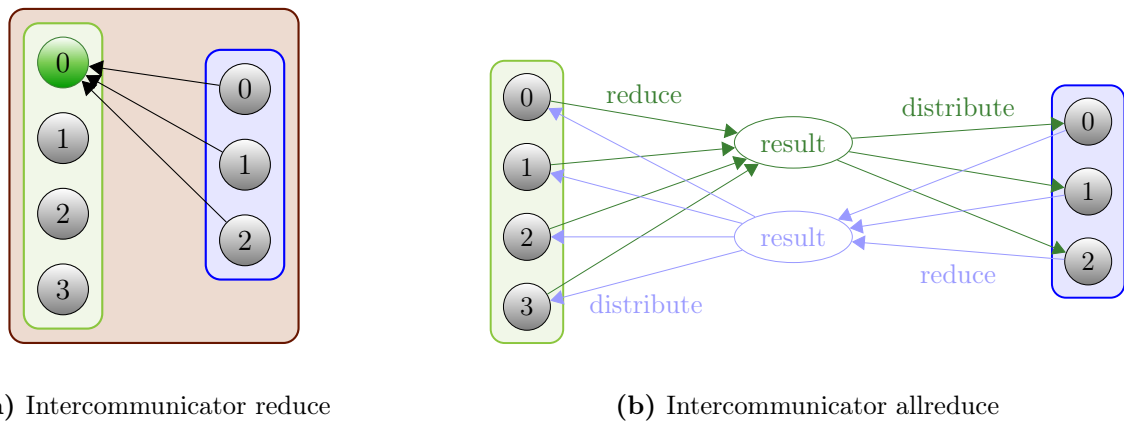 0
1
2
3
0
1
2
) Intercommunicator reduce
0
1
2
3
reduce
distribute
result
result
distribute
reduce
0
1
2
(b) Intercommunicator allreduce